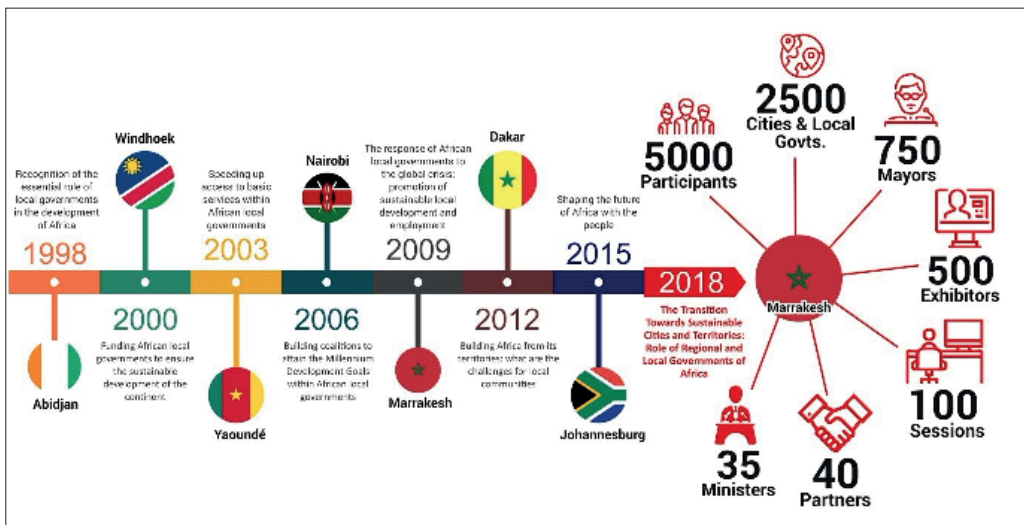 Recognition of the
essential role of
local governments
in the development
of Africa
1998
Abidjan
Windhoek
2000
Funding African local
governments to ensure
the sustainable
development of the
continent
Speeding up
access to basic
services within
African local
governments
2003
Yaoundé
Nairobi
2006
Building coalitions to
attain the Millennium
Development Goals
within African local
governments
The response of African
local governments to
the global crisis:
promotion of
sustainable local
development and
employment
2009
Marrakesh
Dakar
2012
Building Africa from its
territories: what are the
challenges for local
communities
Shaping the future
of Africa with the
people
2015
Johannesburg
2018
The Transition
Towards Sustainable
Cities and Territories:
Role of Regional and
Local Governments of
Africa
Marrakesh
5000
Participants
2500
Cities & Local
Govts.
750
Mayors
500
Exhibitors
100
Sessions
40
Partners
35
Ministers